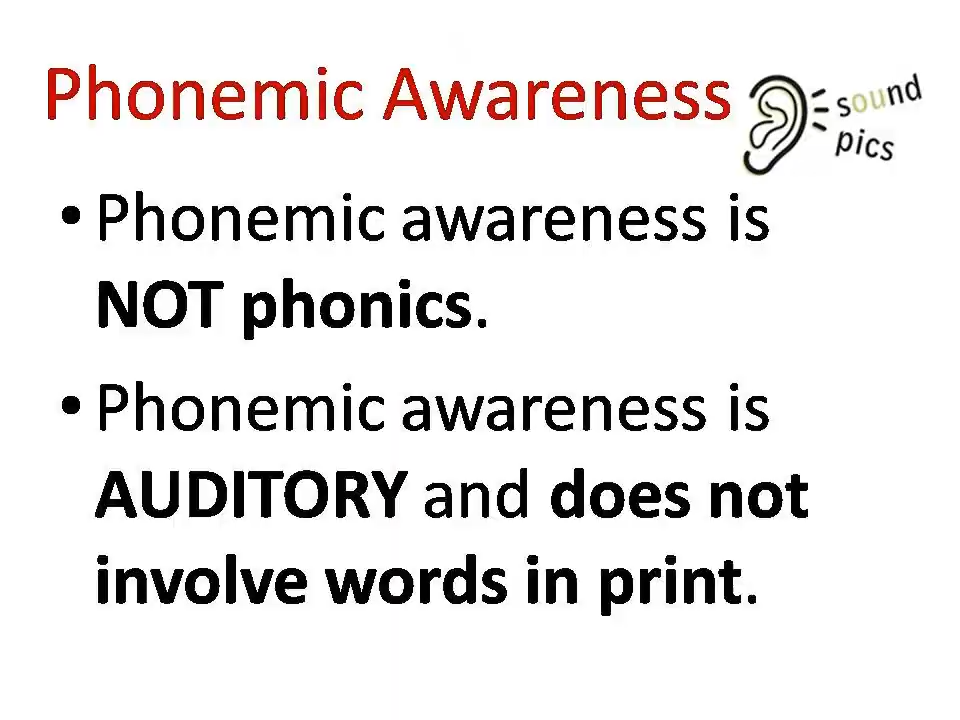 Phonemic Awareness
sound
pics
• Phonemic awareness is
NOT phonics.
• Phonemic awareness is
AUDITORY and does not
involve words in print.